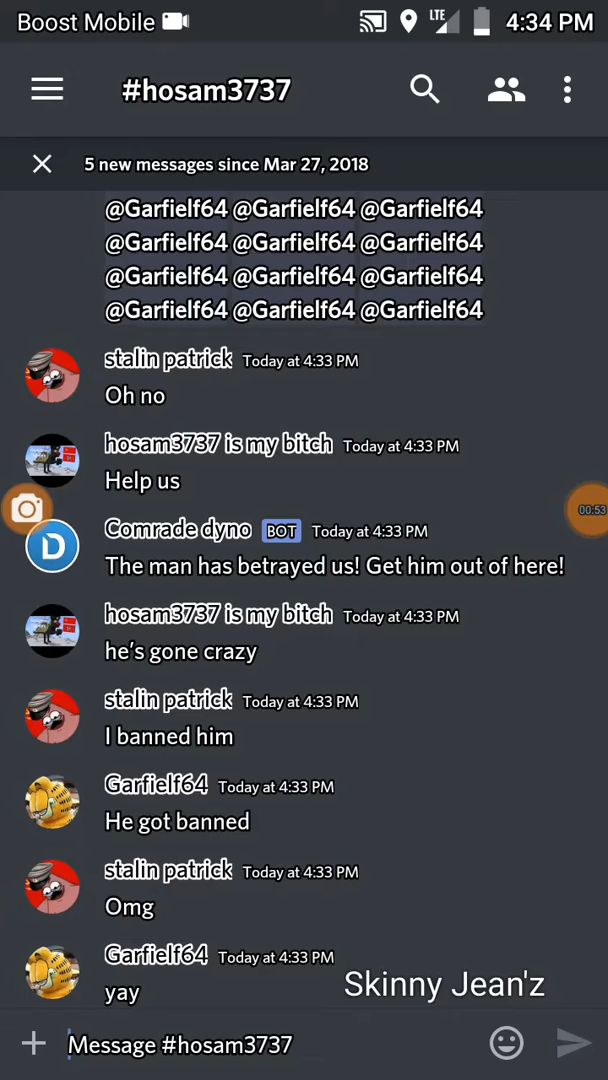 Boost Mobile LTE 4:34 PM
#hosam3737
5 new messages since Mar 27, 2018
@Garfielf64 @Garfielf64 @Garfielf64
@Garfielf64 @Garfielf64 @Garfielf64
@Garfielf64 @Garfielf64 @Garfielf64
@Garfielf64 @Garfielf64 @Garfielf64
stalin patrick Today at 4:33 PM
Oh no
hosam3737 is my bitch Today at 4:33 PM
Help us
00:53
D
Comrade dyno BOT Today at 4:33 PM
The man has betrayed us! Get him out of here!
hosam3737 is my bitch Today at 4:33 PM
he's gone crazy
stalin patrick Today at 4:33 PM
I banned him
Garfielf64 Today at 4:33 PM
He got banned
stalin patrick Today at 4:33 PM
Omg
Garfielf64 Today at 4:33 PM
yay
Skinny Jean'z
Message #hosam3737